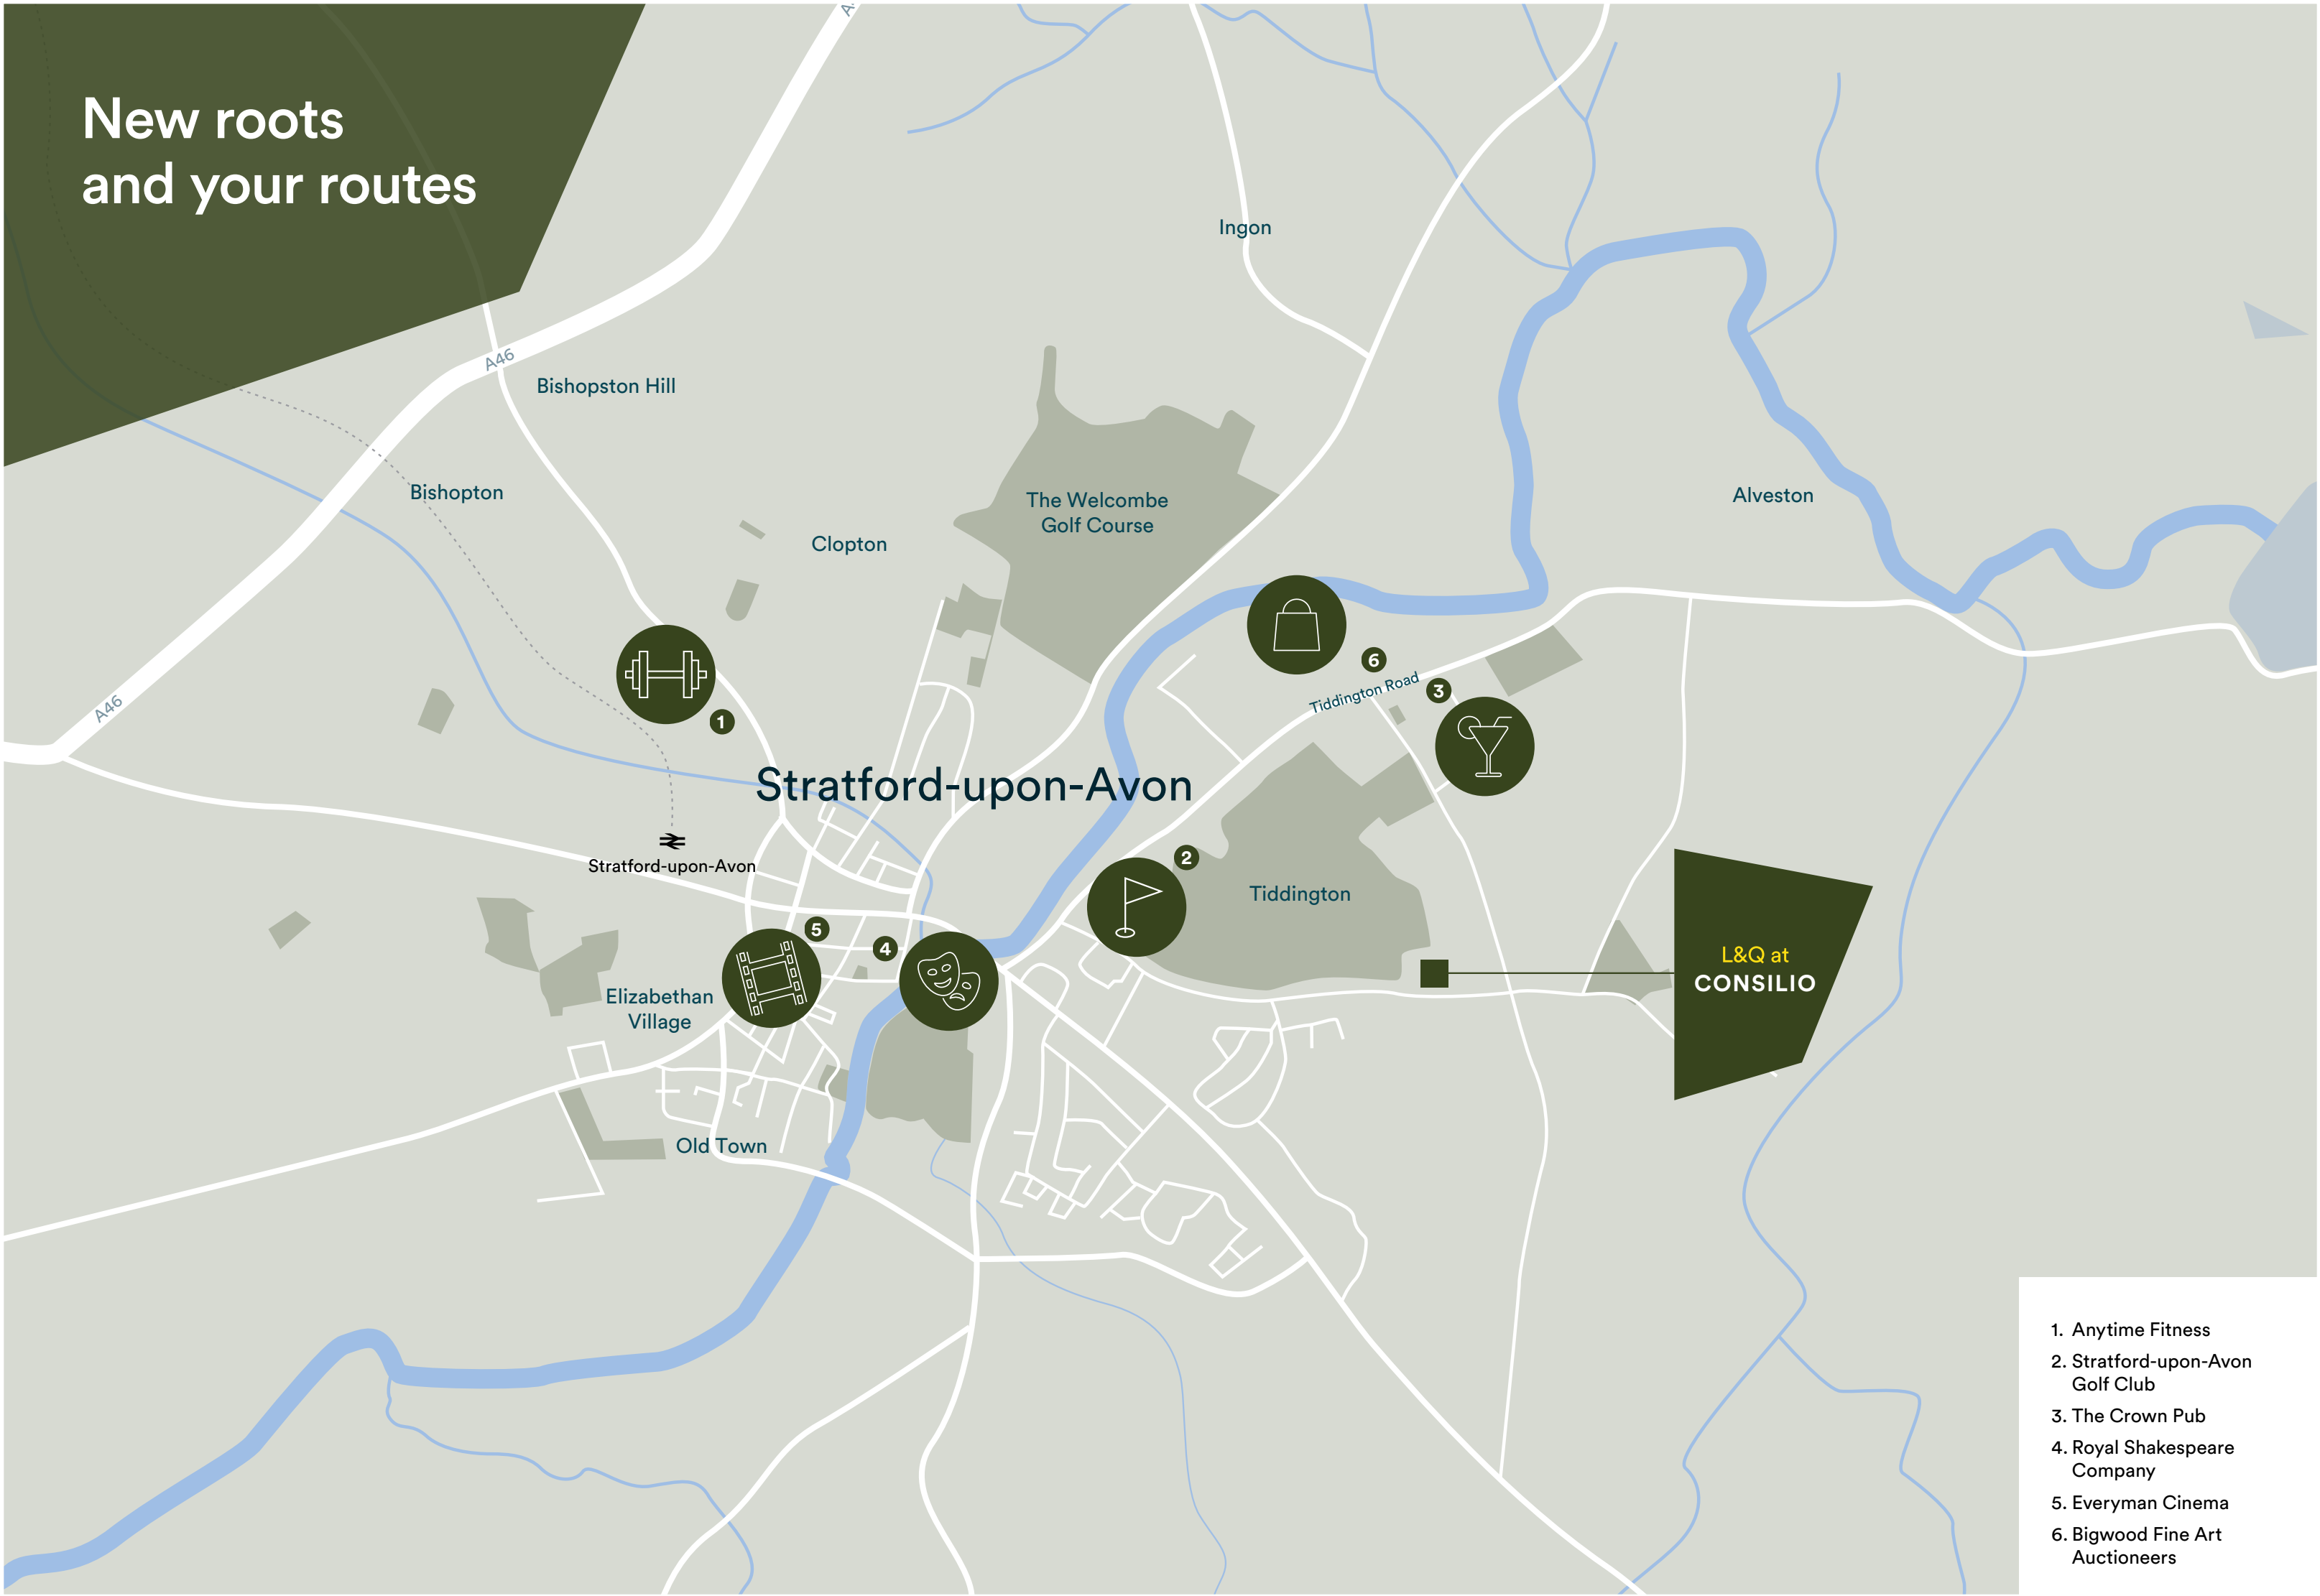 New roots
and your routes
A46
Ingon
Bishopston Hill
Bishopton
The Welcombe
Golf Course
Alveston
Clopton
6
3
Tiddington Road
A46
1
Stratford-upon-Avon
Stratford-upon-Avon
2
Tiddington
5
4
L&Q at
CONSILIO
Elizabethan
Village
Old Town
1. Anytime Fitness
2. Stratford-upon-Avon
Golf Club
3. The Crown Pub
4. Royal Shakespeare
Company
5. Everyman Cinema
6. Bigwood Fine Art
Auctioneers